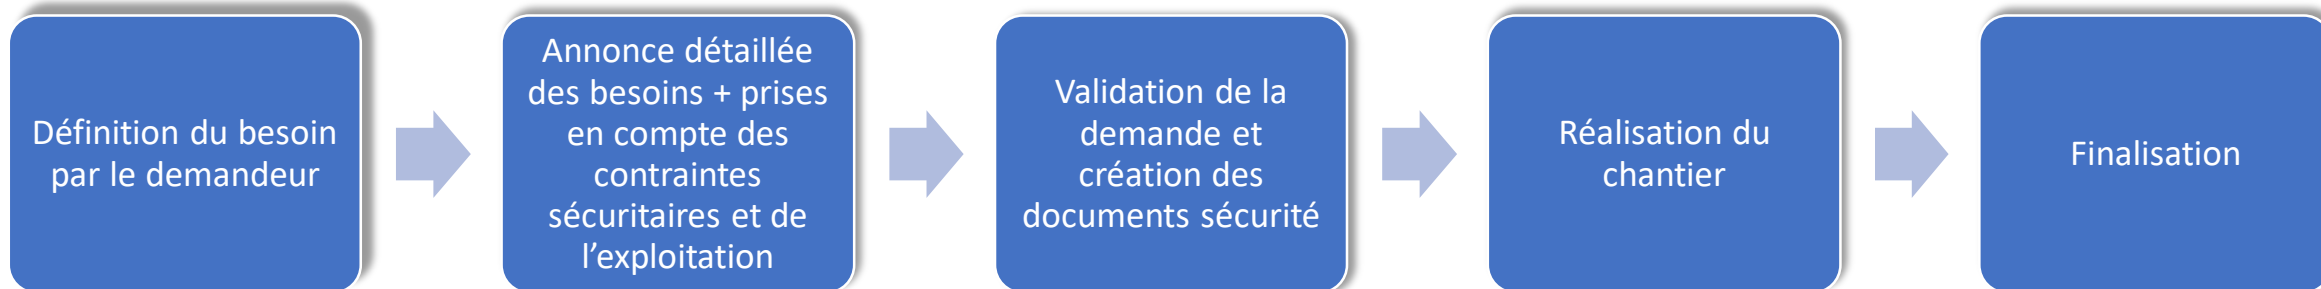 Définition du besoin
par le demandeur
Annonce détaillée
des besoins + prises
en compte des
contraintes
sécuritaires et de
l’exploitation
Validation de la
demande et
création des
documents sécurité
Réalisation du
chantier
Finalisation